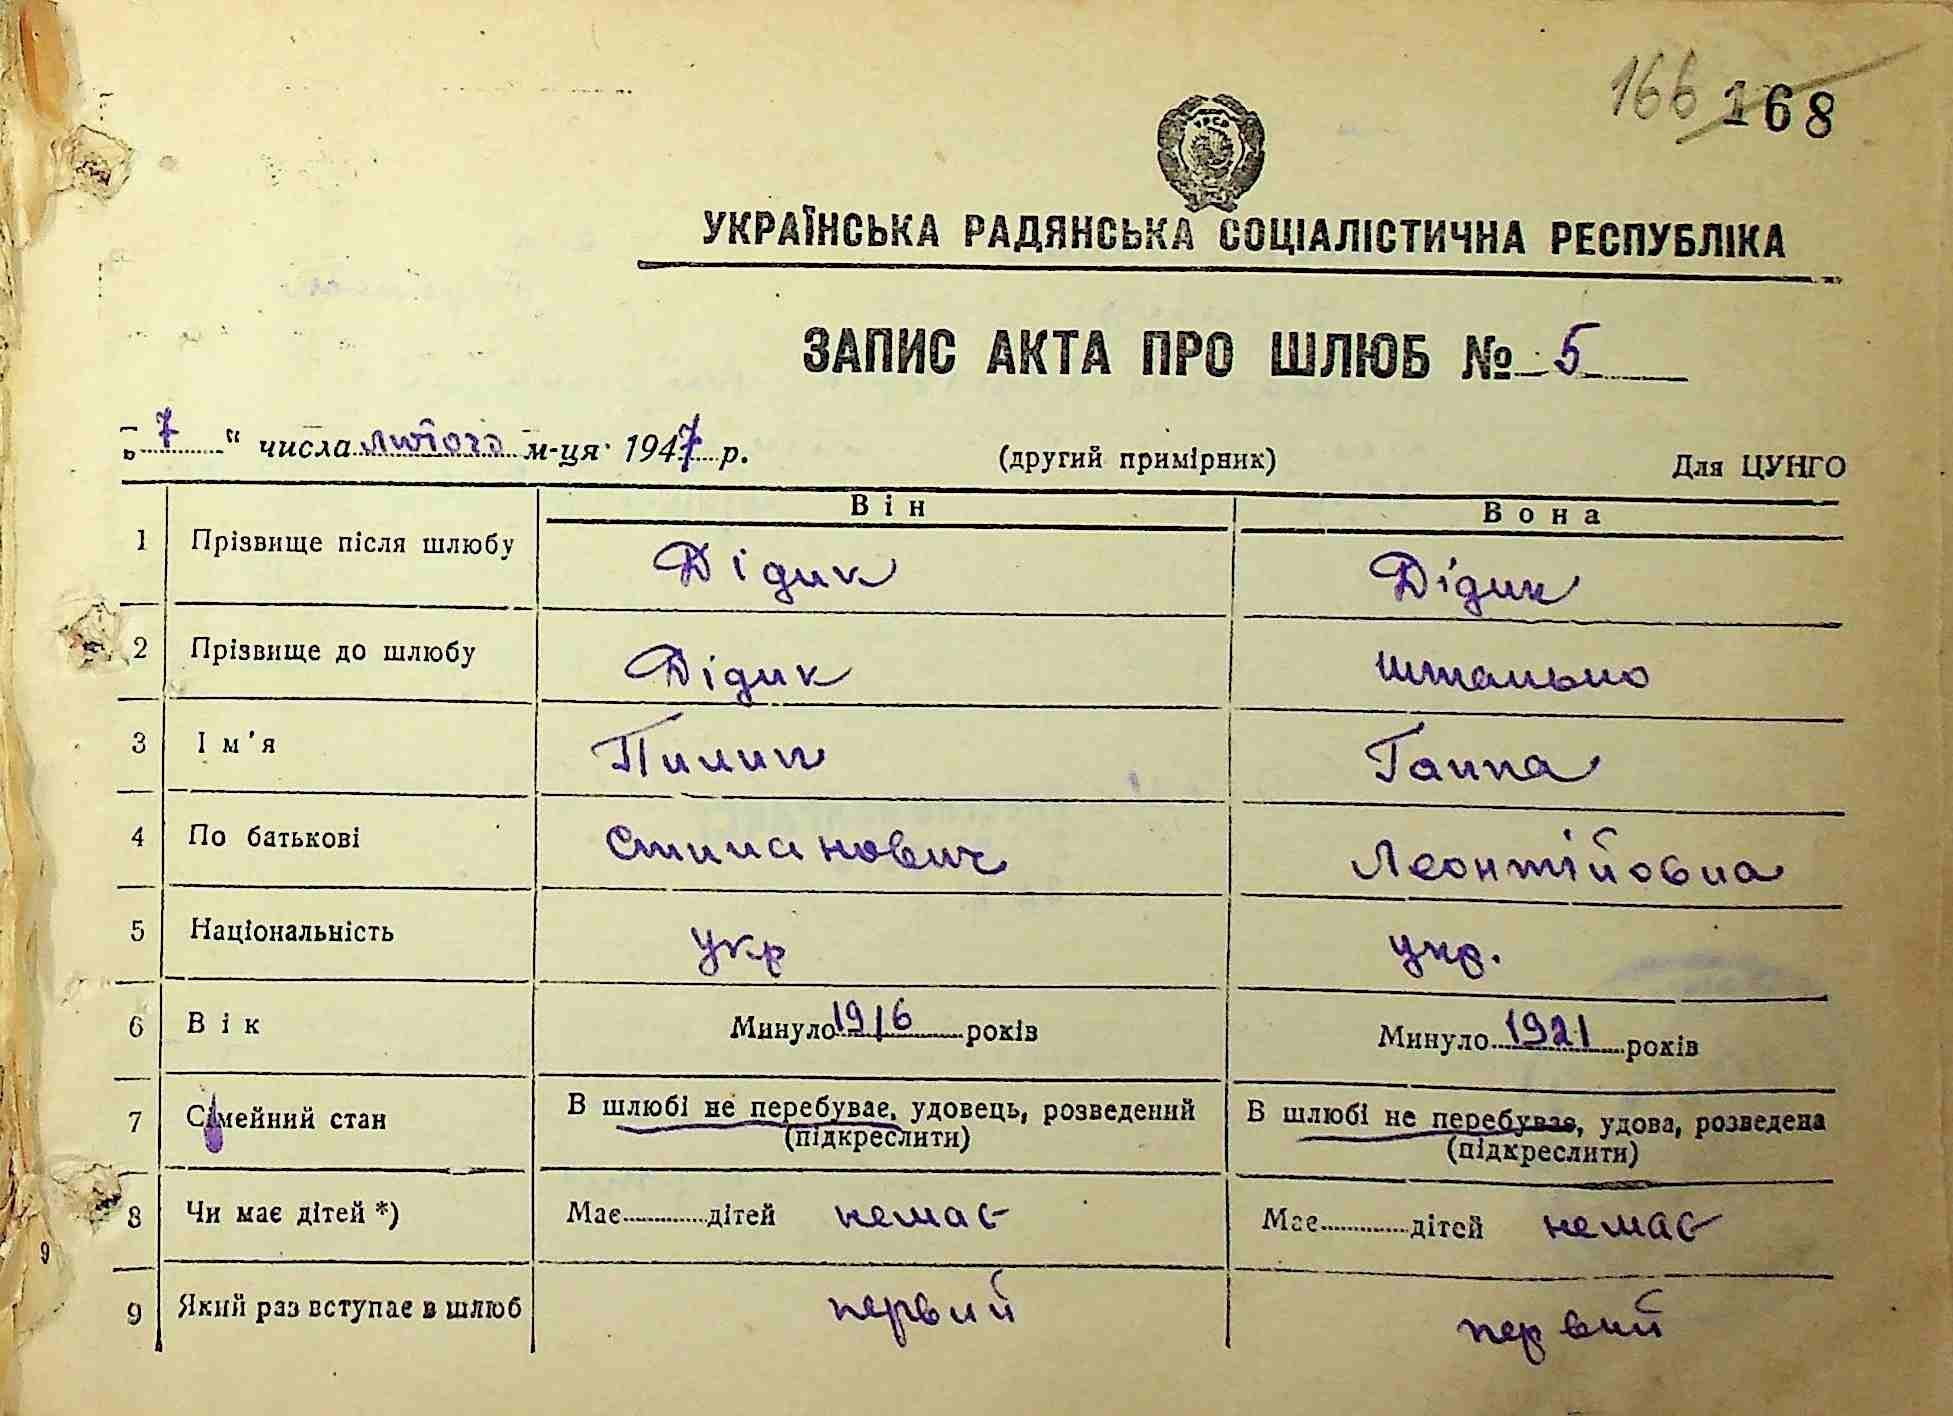 166 168
УРСР
УКРАЇНСЬКА РАДЯНСЬКА СОЦІАЛІСТИЧНА РЕСПУБЛІКА
ЗАПИС АКТА ПРО ШЛЮБ № 5
„7“ числа лютого м-ця 1947 р. (другий примірник) Для ЦУНГО
Він Вона
1 Прізвище після шлюбу Дідик Дідик
2 Прізвище до шлюбу Дідик
3 Ім'я Пилип Ганна
4 По батькові Степанович Леонтійовна
5 Національність укр укр.
6 Вік Минуло 1916 років Минуло 1921 років
7 Сімейний стан В шлюбі не перебуває, удовець, розведений В шлюбі не перебуває, удова, розведена
(підкреслити) (підкреслити)
8 Чи має дітей *) Має дітей немає Має дітей немає
9
9 Який раз вступає в шлюб первий первий